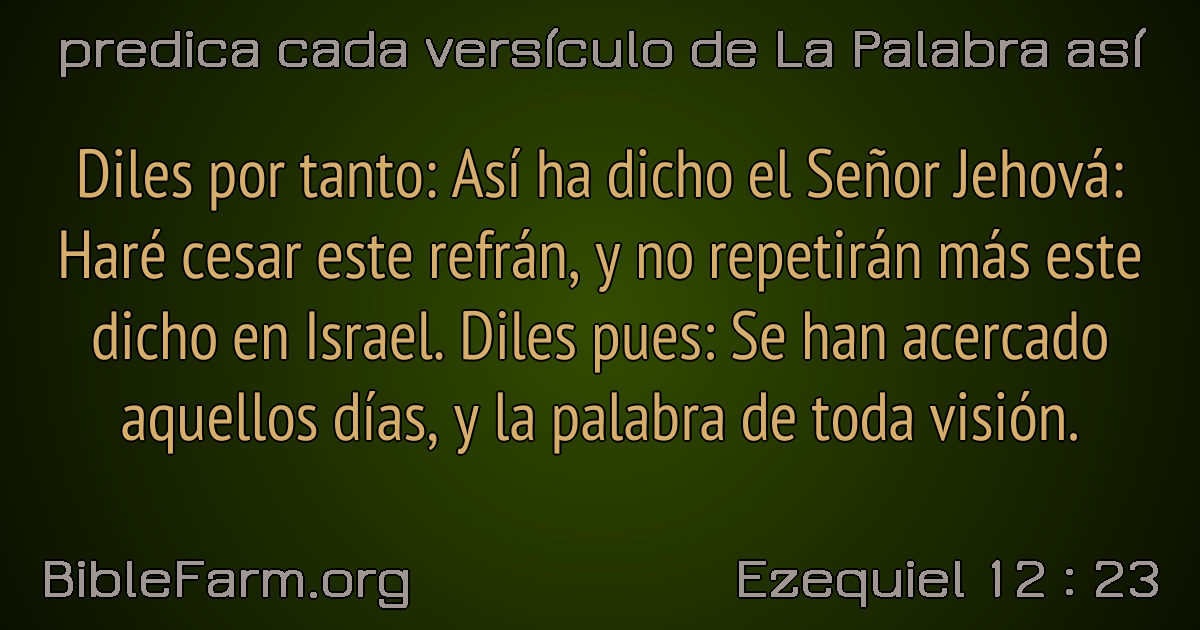 predica cada versículo de La Palabra así
Diles por tanto: Así ha dicho el Señor Jehová:
Haré cesar este refrán, y no repetirán más este
dicho en Israel. Diles pues: Se han acercado
aquellos días, y la palabra de toda visión.
BibleFarm.org
Ezequiel 12 : 23